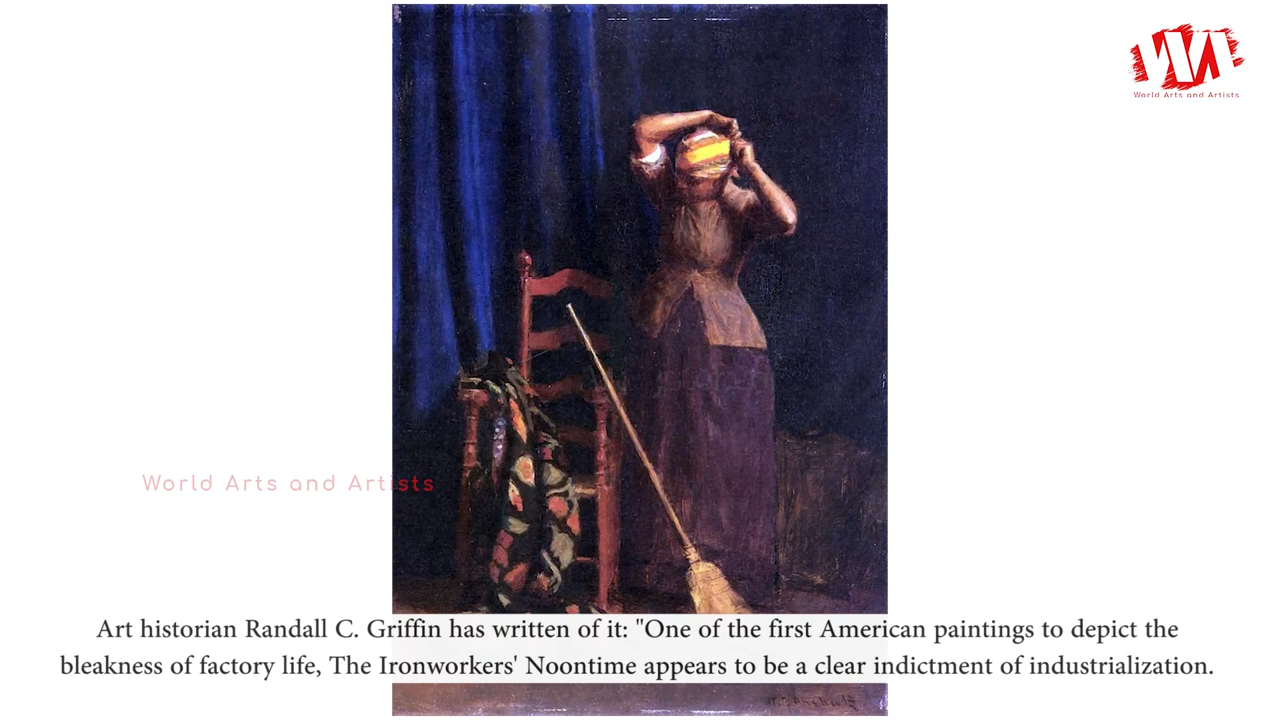 World Arts and Artists
World Arts and Artists
Art historian Randall C. Griffin has written of it: "One of the first American paintings to depict the
bleakness of factory life, The Ironworkers' Noontime appears to be a clear indictment of industrialization.